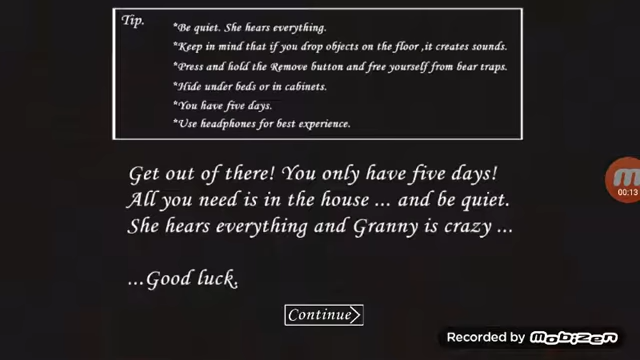 Tip.
*Be quiet. She hears everything.
*Keep in mind that if you drop objects on the floor ,it creates sounds.
*Press and hold the Remove button and free yourself from bear traps.
*Hide under beds or in cabinets.
*You have five days.
*Use headphones for best experience.
Get out of there! You only have five days!
All you need is in the house ... and be quiet.
She hears everything and Granny is crazy ...
...Good luck.
Continue
00:13
Recorded by mobizen